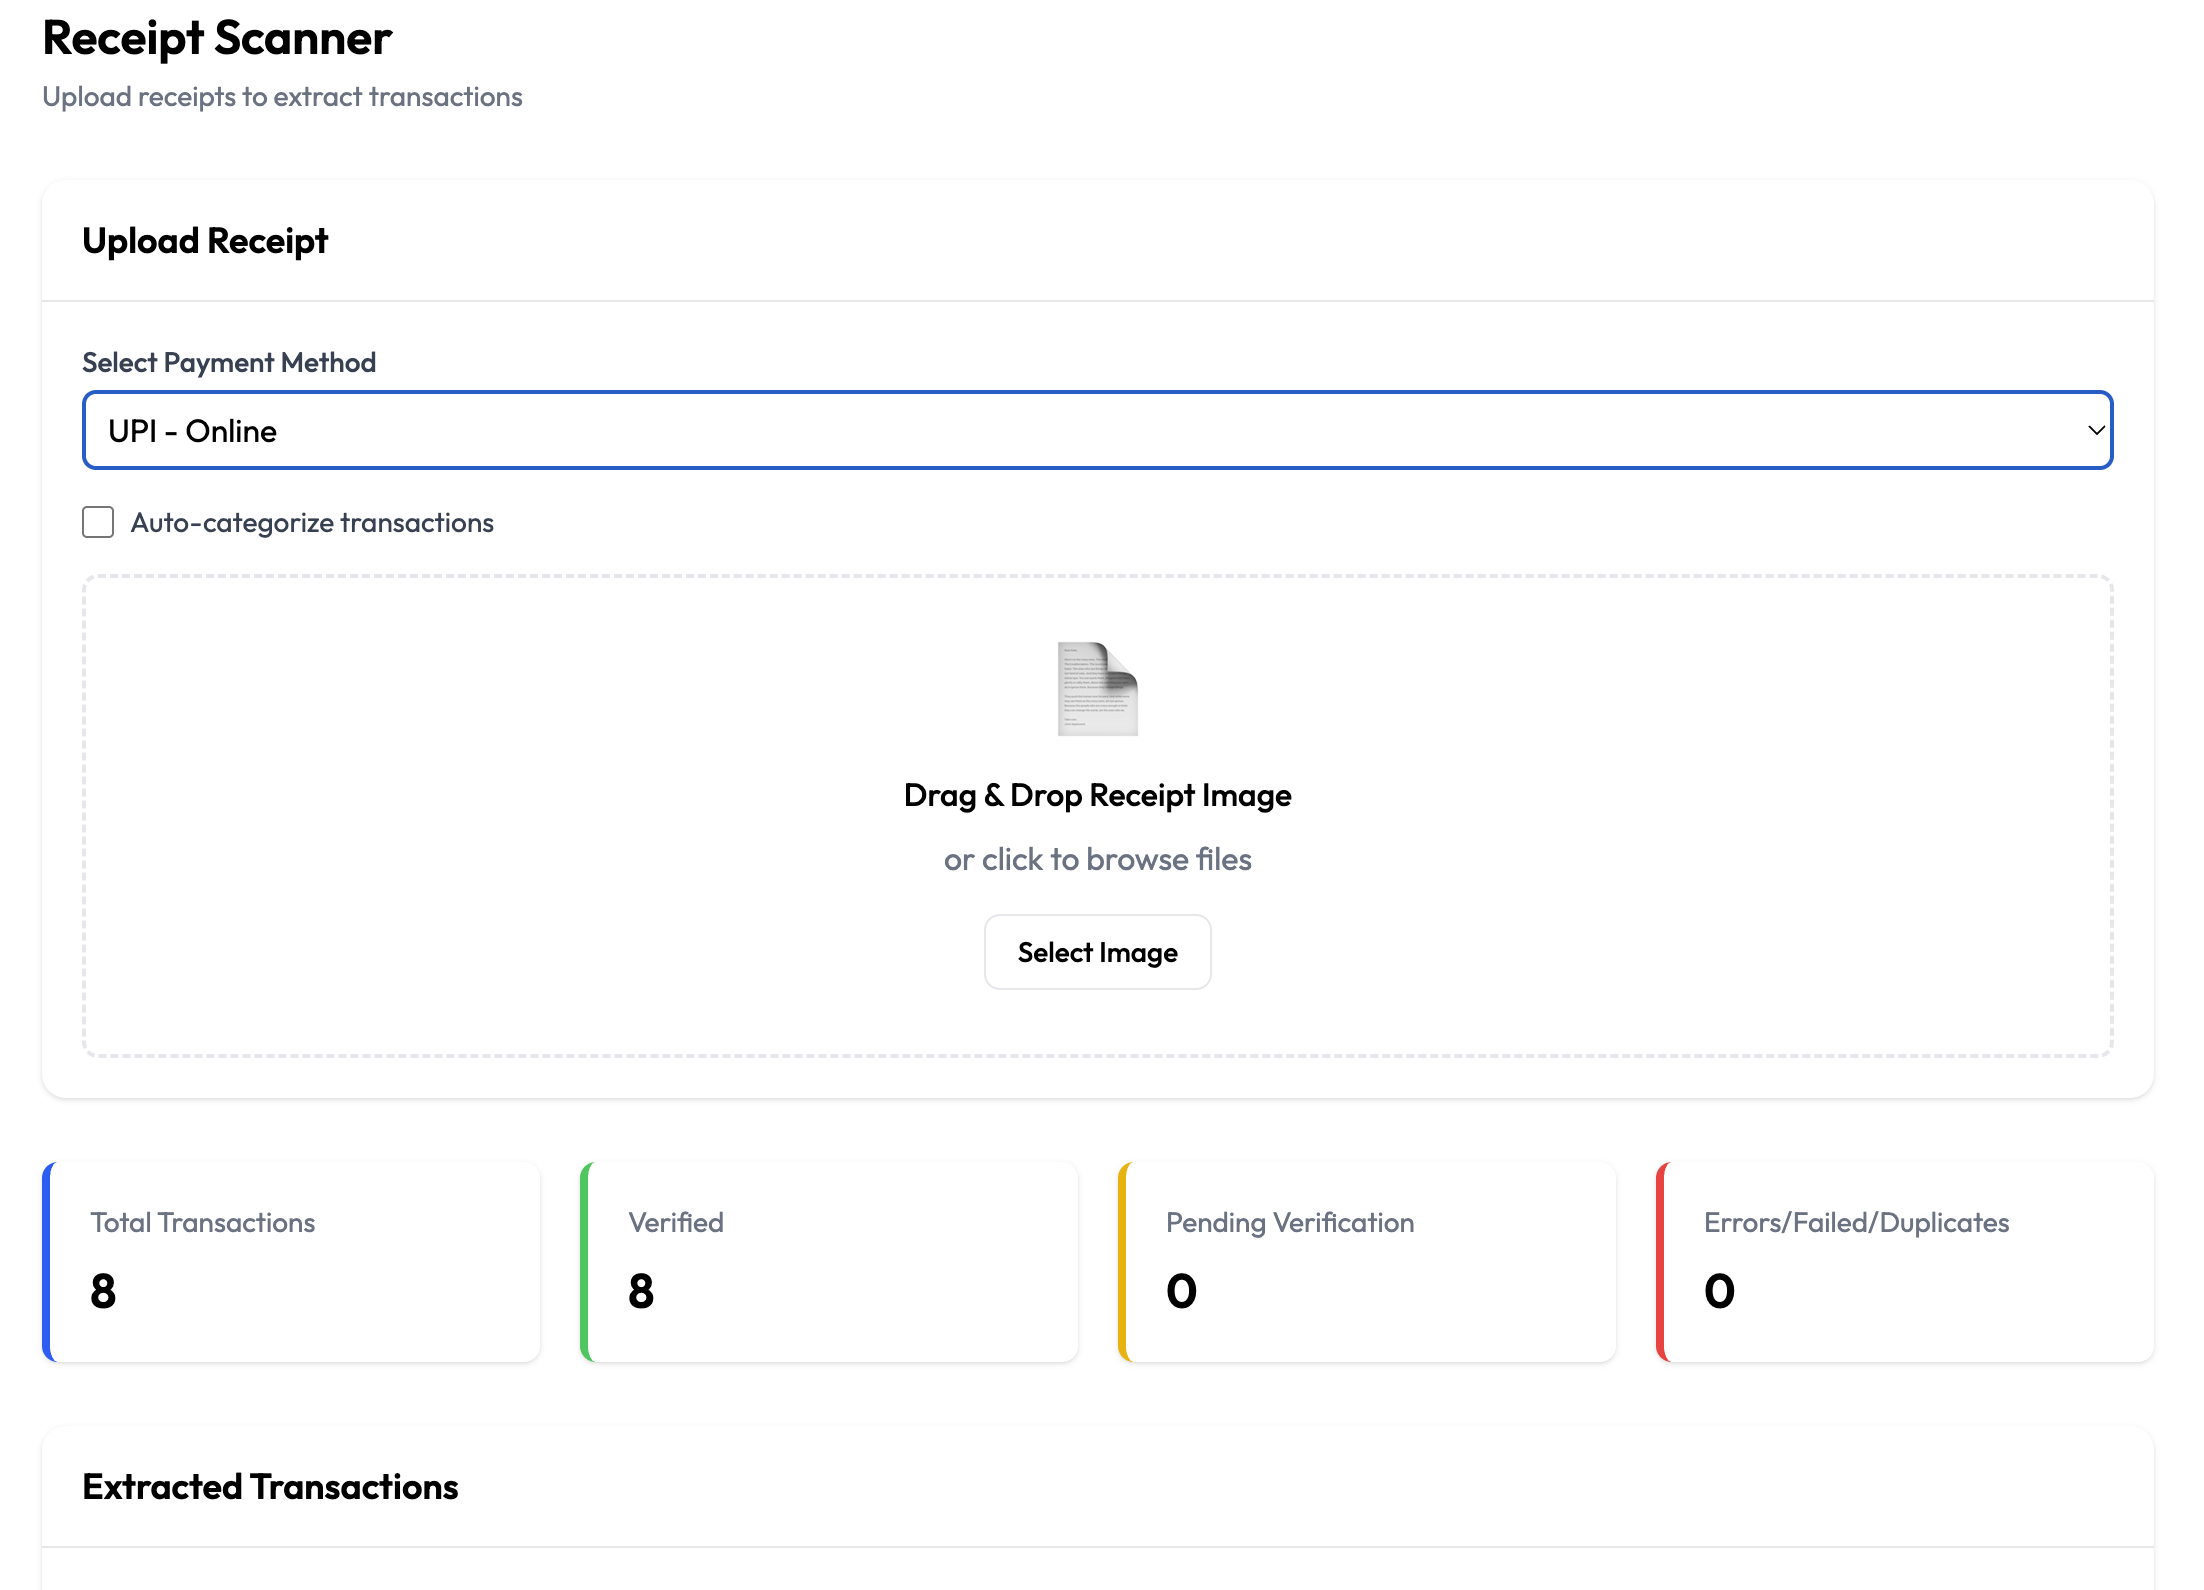 Receipt Scanner
Upload receipts to extract transactions
Upload Receipt
Select Payment Method
UPI - Online
Auto-categorize transactions
Drag & Drop Receipt Image
or click to browse files
Select Image
Total Transactions
8
Verified
8
Pending Verification
0
Errors/Failed/Duplicates
0
Extracted Transactions